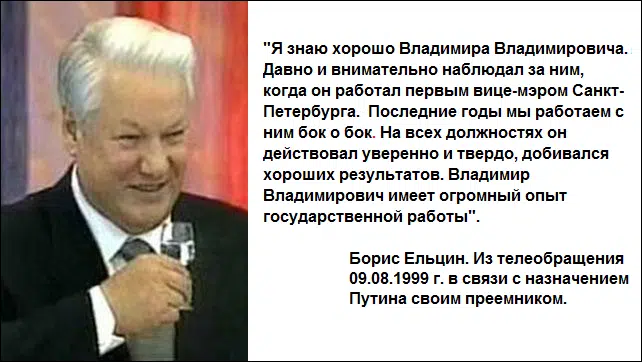 "Я знаю хорошо Владимира Владимировича.
Давно и внимательно наблюдал за ним,
когда он работал первым вице-мэром Санкт-
Петербурга. Последние годы мы работаем с
ним бок о бок. На всех должностях он
действовал уверенно и твердо, добивался
хороших результатов. Владимир
Владимирович имеет огромный опыт
государственной работы".
Борис Ельцин. Из телеобращения
09.08.1999 г. в связи с назначением
Путина своим преемником.